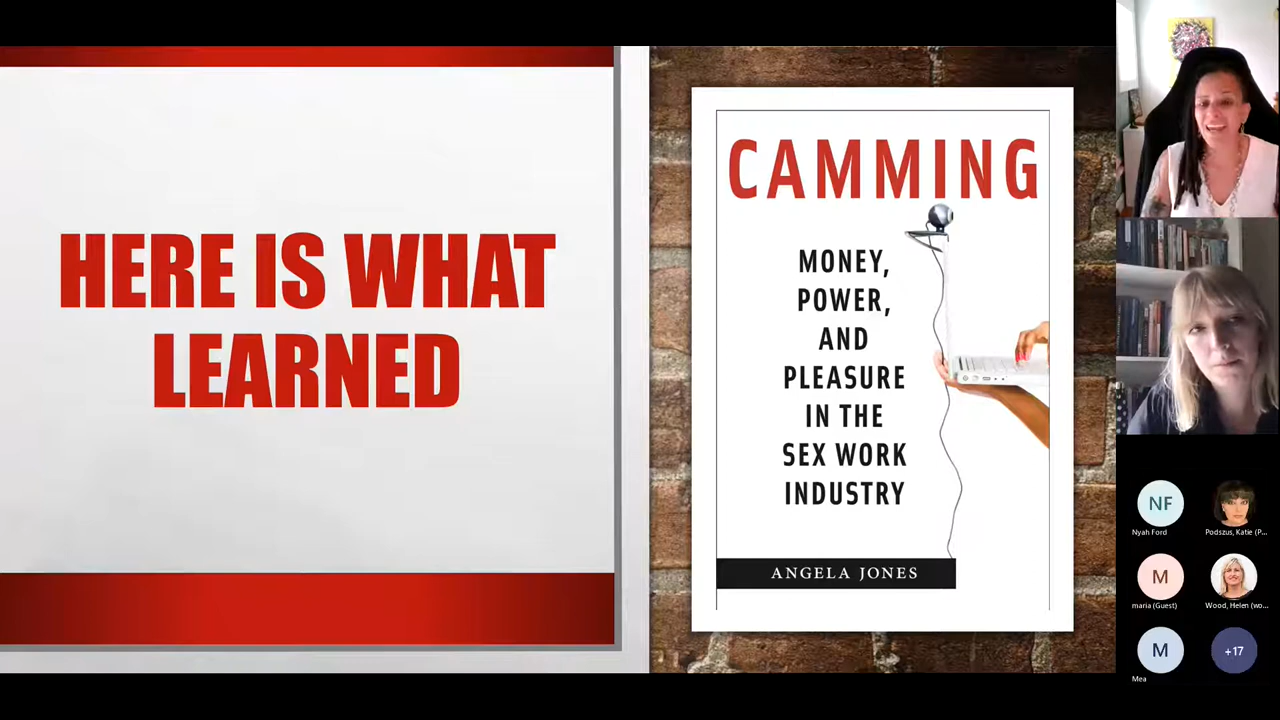 HERE IS WHAT
LEARNED
CAMMING
MONEY,
POWER,
AND
PLEASURE
IN THE
SEX WORK
INDUSTRY
ANGELA JONES
NF
Nyah Ford
Podszus, Katie (P...
M
maria (Guest)
Wood, Helen (wo...
M
Mea
+17